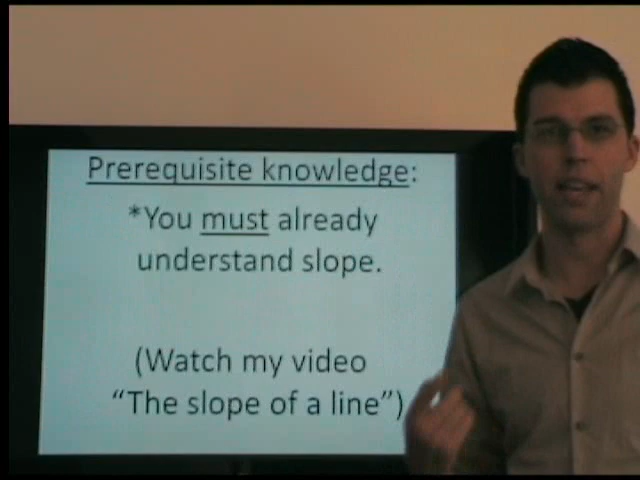 Prerequisite knowledge:
*You must already
understand slope.
(Watch my video
“The slope of a line”)